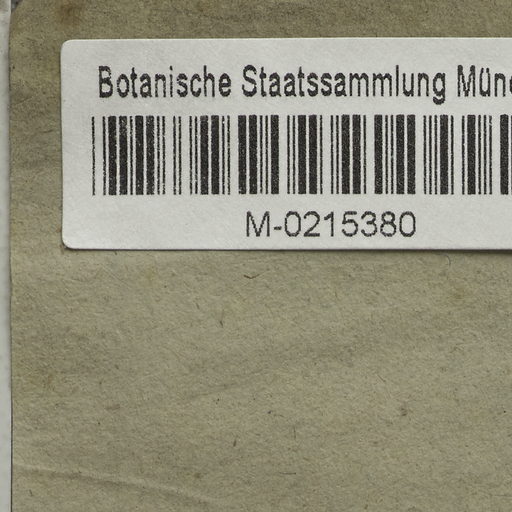 Botanische Staatssammlung Mün
M-0215380